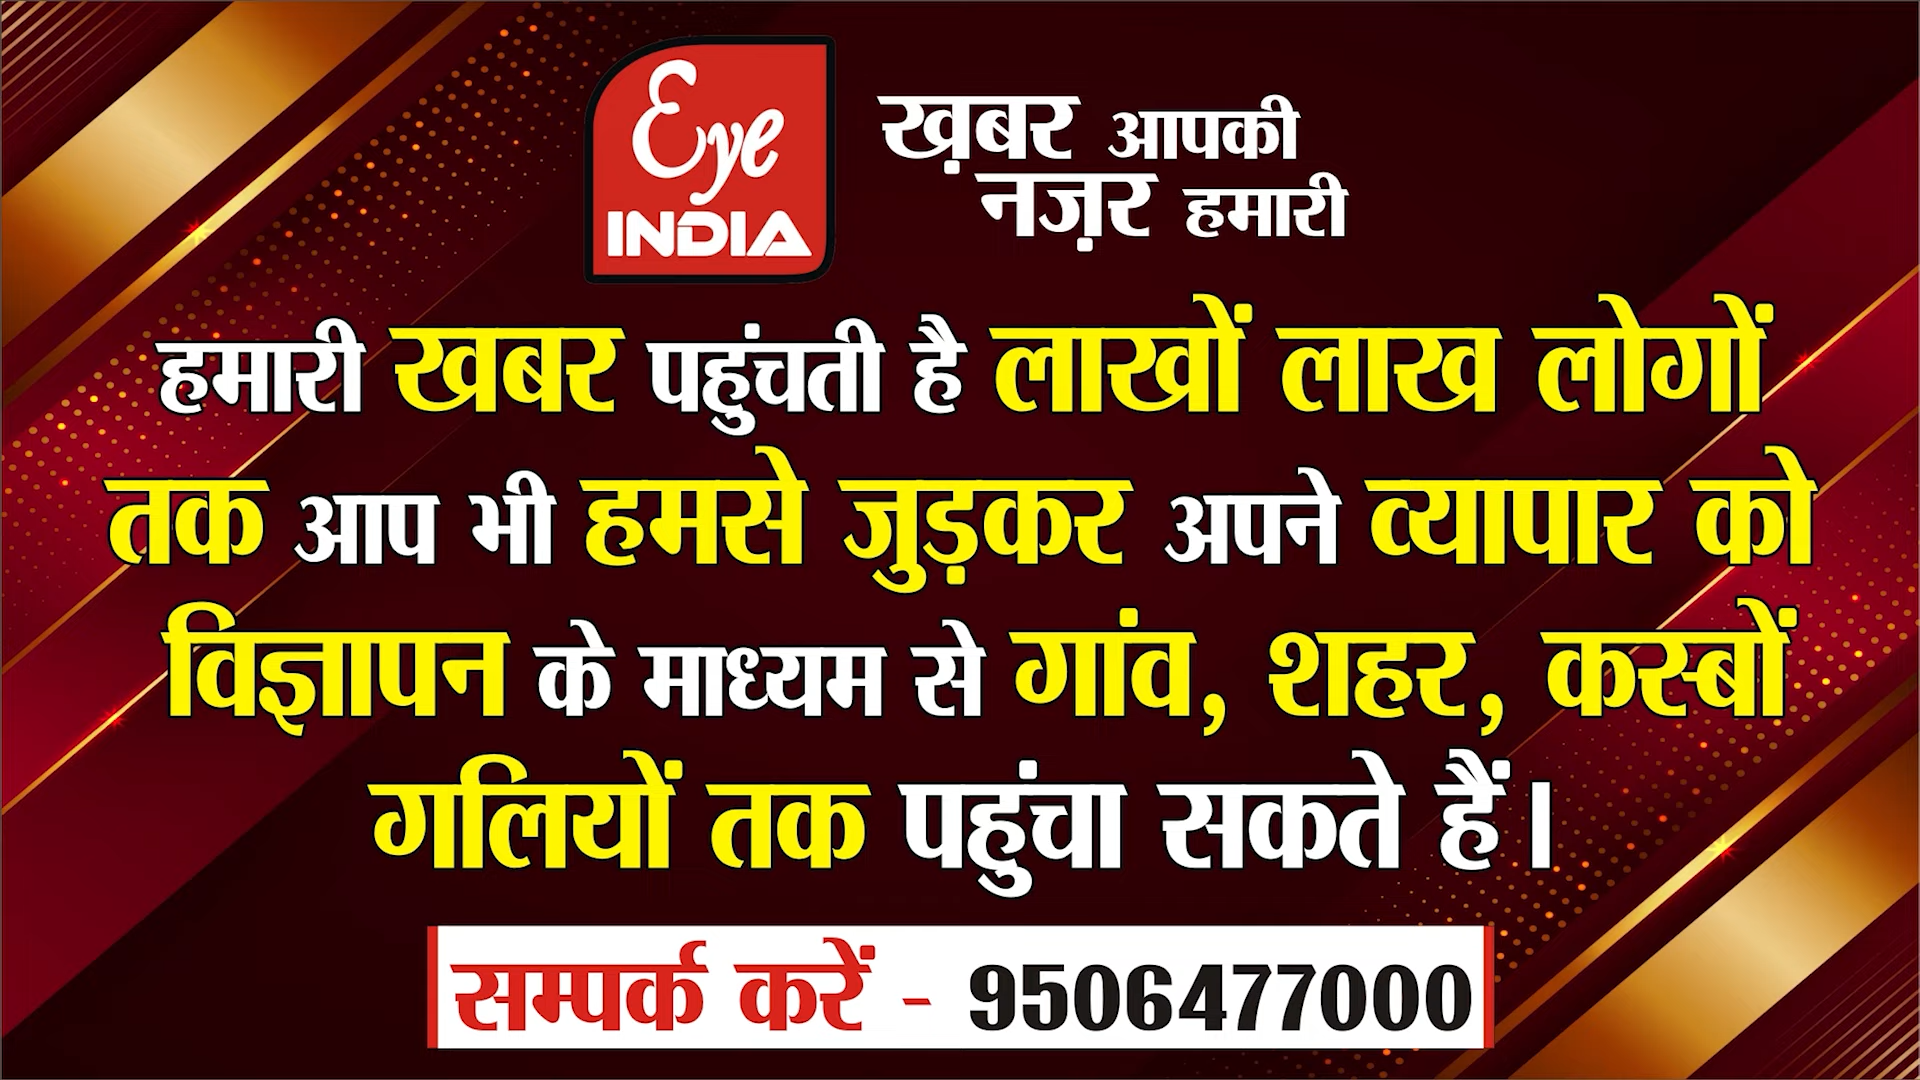 Eye
INDIA
ख़बर आपकी
नज़र हमारी
हमारी खबर पहुंचती है लाखों लाख लोगों
तक आप भी हमसे जुड़कर अपने व्यापार को
विज्ञापन के माध्यम से गांव, शहर, कस्बों
गलियों तक पहुंचा सकते हैं।
सम्पर्क करें - 9506477000